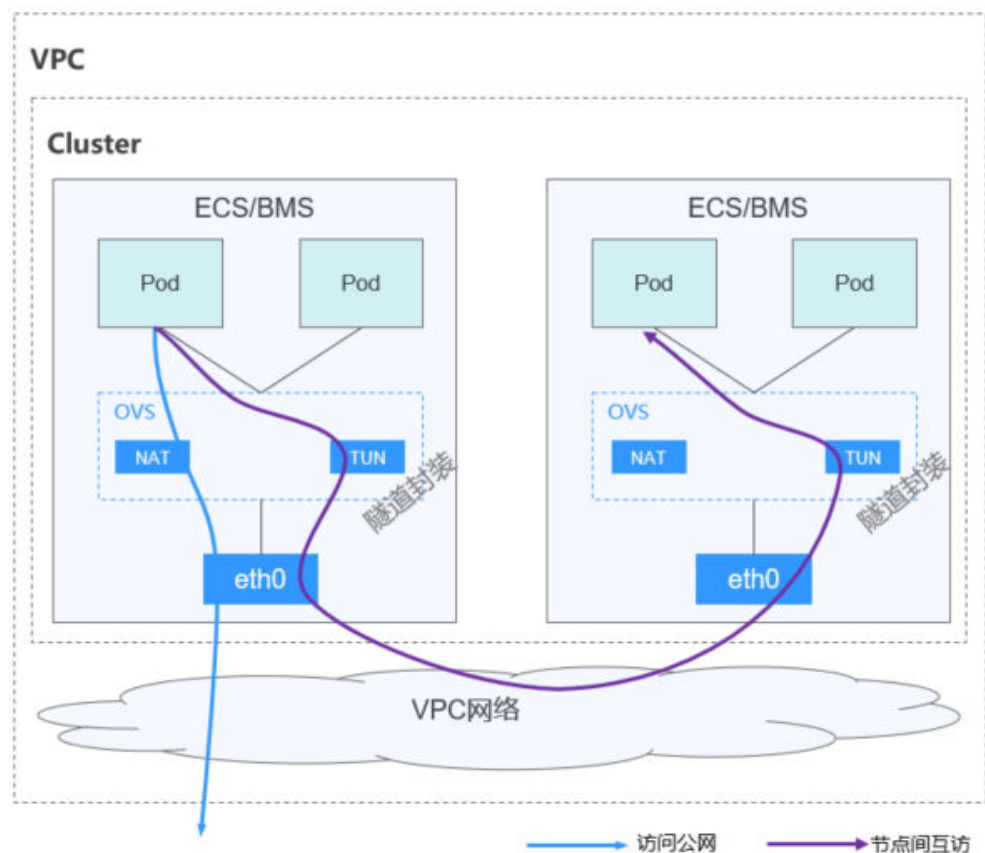 VPC
Cluster
ECS/BMS
ECS/BMS
Pod
Pod
Pod
Pod
OVS
OVS
NAT
TUN
NAT
TUN
隧道封装
隧道封装
eth0
eth0
VPC网络
访问公网
节点间互访